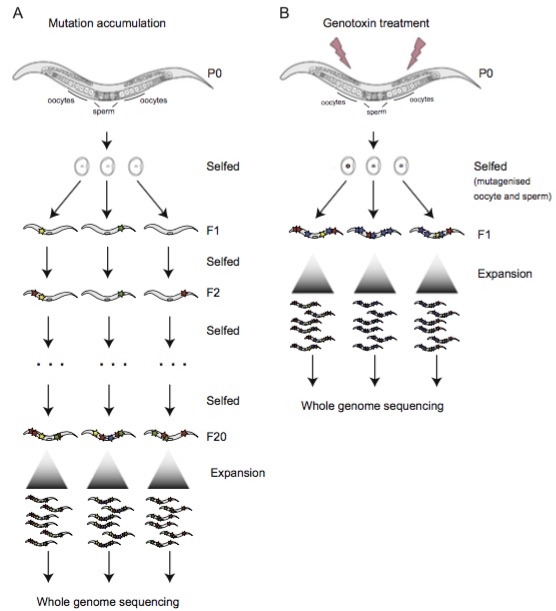 A
Mutation accumulation
P0
oocytes
sperm
oocytes
Selfed
F1
Selfed
F2
Selfed
. . .
. . .
. . .
Selfed
F20
Expansion
Whole genome sequencing
B
Genotoxin treatment
P0
oocytes
sperm
oocytes
Selfed
(mutagenised
oocyte and sperm)
F1
Expansion
Whole genome sequencing